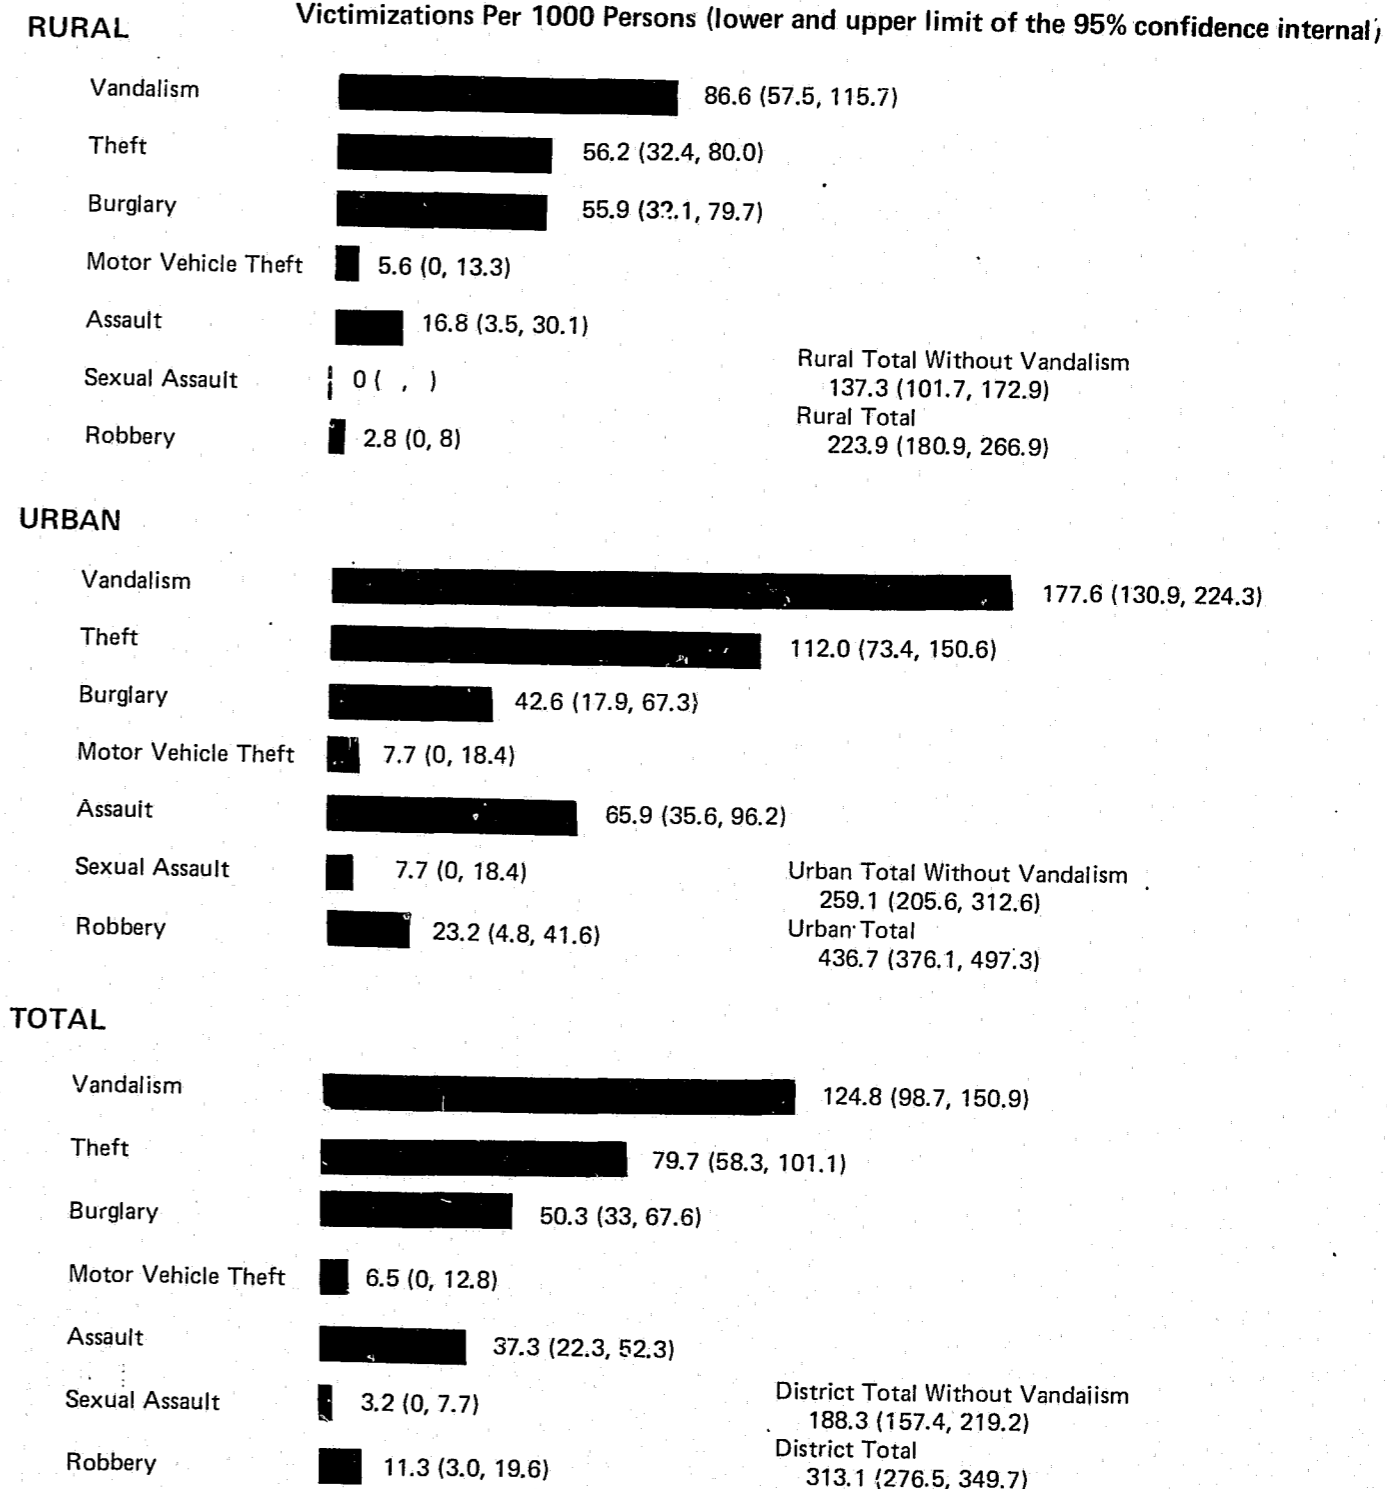 Victimizations Per 1000 Persons (lower and upper limit of the 95% confidence internal)
RURAL
Vandalism 86.6 (57.5, 115.7)
Theft 56.2 (32.4, 80.0)
Burglary 55.9 (32.1, 79.7)
Motor Vehicle Theft 5.6 (0, 13.3)
Assault 16.8 (3.5, 30.1)
Sexual Assault 0 ( , )
Robbery 2.8 (0, 8)
Rural Total Without Vandalism
137.3 (101.7, 172.9)
Rural Total
223.9 (180.9, 266.9)
URBAN
Vandalism 177.6 (130.9, 224.3)
Theft 112.0 (73.4, 150.6)
Burglary 42.6 (17.9, 67.3)
Motor Vehicle Theft 7.7 (0, 18.4)
Assault 65.9 (35.6, 96.2)
Sexual Assault 7.7 (0, 18.4)
Robbery 23.2 (4.8, 41.6)
Urban Total Without Vandalism
259.1 (205.6, 312.6)
Urban Total
436.7 (376.1, 497.3)
TOTAL
Vandalism 124.8 (98.7, 150.9)
Theft 79.7 (58.3, 101.1)
Burglary 50.3 (33, 67.6)
Motor Vehicle Theft 6.5 (0, 12.8)
Assault 37.3 (22.3, 52.3)
Sexual Assault 3.2 (0, 7.7)
Robbery 11.3 (3.0, 19.6)
District Total Without Vandalism
188.3 (157.4, 219.2)
District Total
313.1 (276.5, 349.7)